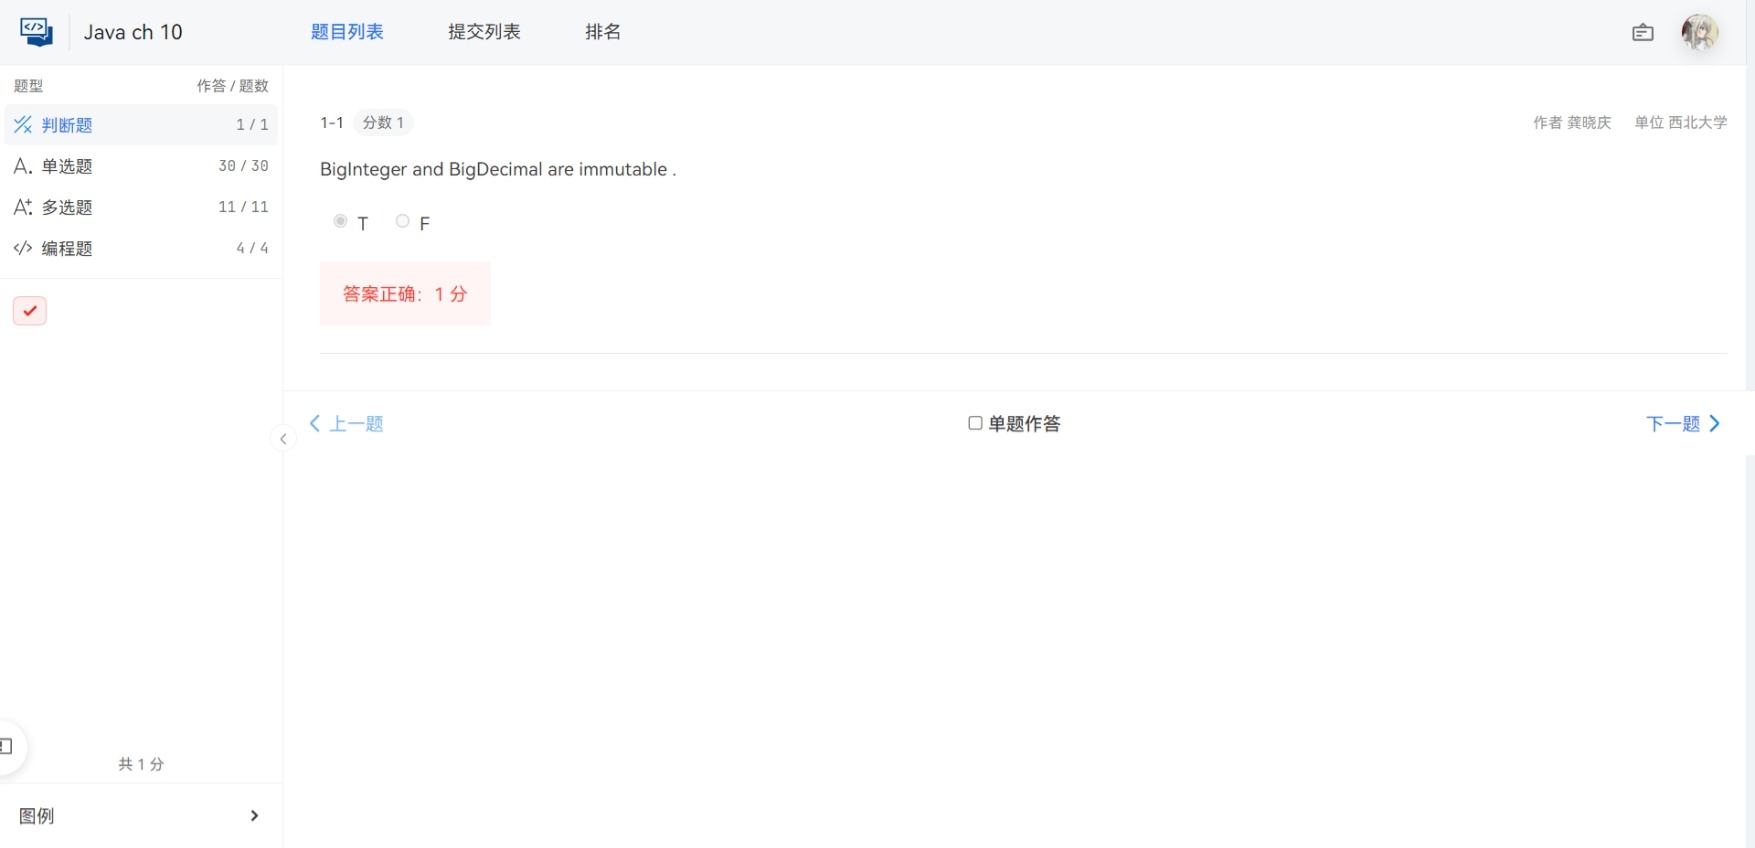 Java ch 10
题目列表
提交列表
排名
题型 作答 / 题数
判断题 1 / 1
A. 单选题 30 / 30
多选题 11 / 11
</> 编程题 4 / 4
共 1 分
图例
1-1 分数 1
作者 龚晓庆 单位 西北大学
BigInteger and BigDecimal are immutable .
T F
答案正确：1 分
上一题
单题作答
下一题